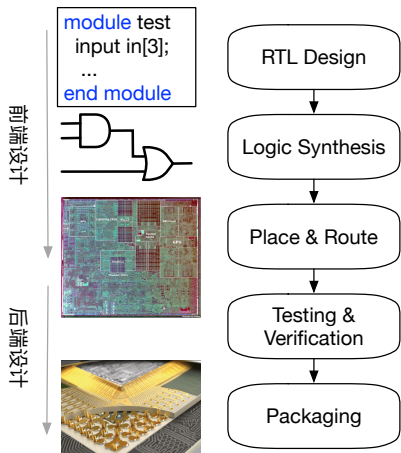 module test
input in[3];
...
end module
前端设计
后端设计
RTL Design
Logic Synthesis
Place & Route
Testing &
Verification
Packaging